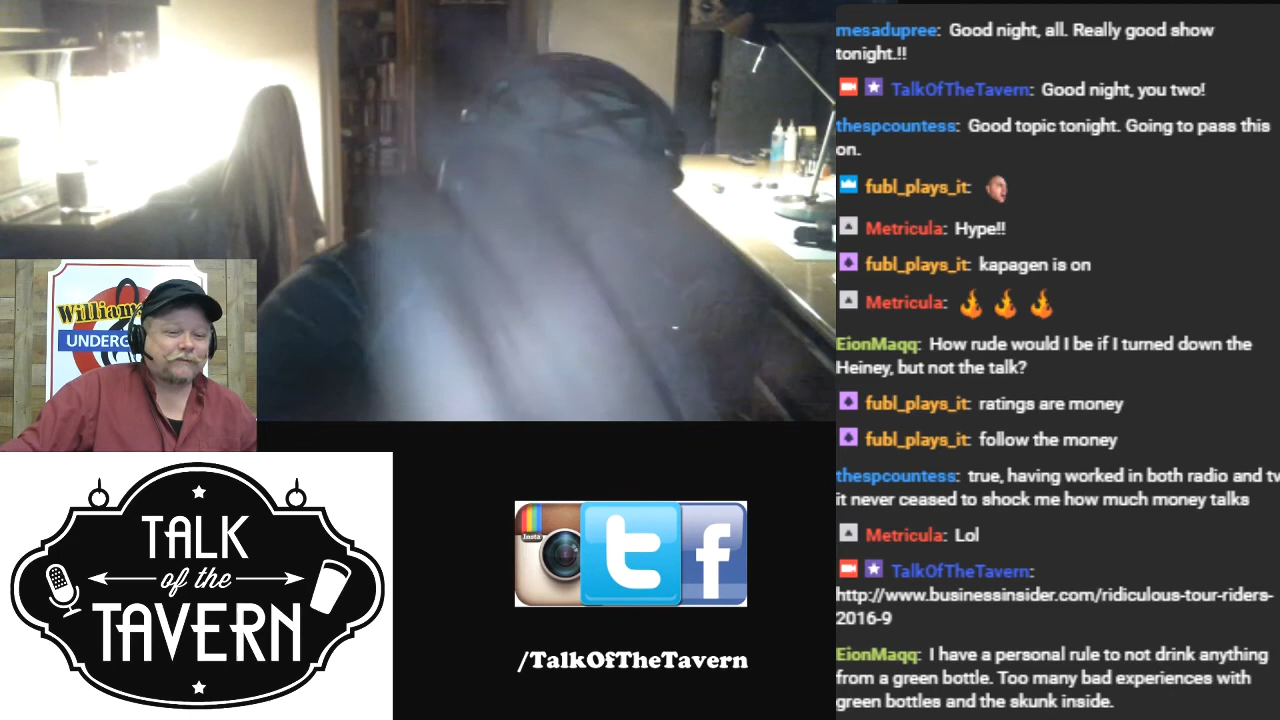 mesadupree: Good night, all. Really good show
tonight.!!
TalkOfTheTavern: Good night, you two!
thespcountess: Good topic tonight. Going to pass this
on.
fubl_plays_it:
Metricula: Hype!!
fubl_plays_it: kapagen is on
Metricula:
EionMaqq: How rude would I be if I turned down the
Heiney, but not the talk?
fubl_plays_it: ratings are money
fubl_plays_it: follow the money
thespcountess: true, having worked in both radio and tv
it never ceased to shock me how much money talks
Metricula: Lol
TalkOfTheTavern:
http://www.businessinsider.com/ridiculous-tour-riders-
2016-9
EionMaqq: I have a personal rule to not drink anything
from a green bottle. Too many bad experiences with
green bottles and the skunk inside.
Williams
UNDERG
TALK
of the
TAVERN
Insta
t
f
/TalkOfTheTavern